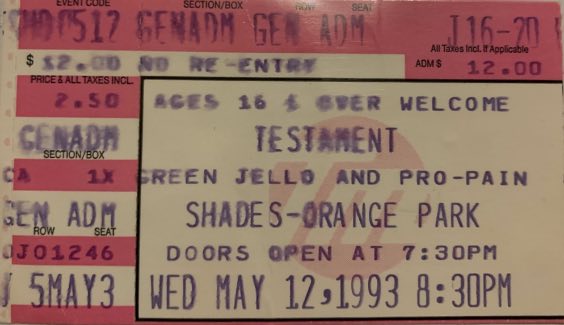 EVENT CODE SECTION/BOX ROW SEAT
SHD0512 GENADM GEN ADM J16-20
All Taxes Incl. If Applicable
$ 12.00 NO RE-ENTRY ADM $ 12.00
PRICE & ALL TAXES INCL.
2.50 AGES 16 & OVER WELCOME
GENADM TESTAMENT
SECTION/BOX
CA 1X GREEN JELLO AND PRO-PAIN
GEN ADM SHADES-ORANGE PARK
ROW SEAT
J01246 DOORS OPEN AT 7:30PM
5MAY3 WED MAY 12,1993 8:30PM